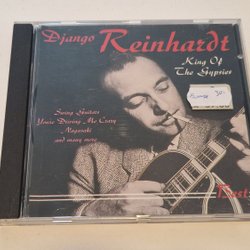 Django Reinhardt
King Of
The Gypsies
Swing Guitars
You're Driving Me Crazy
Nagasaki
and many more